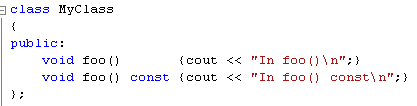 class MyClass
{
public:
    void foo()       {cout << "In foo()\n";}
    void foo() const {cout << "In foo() const\n";}
};